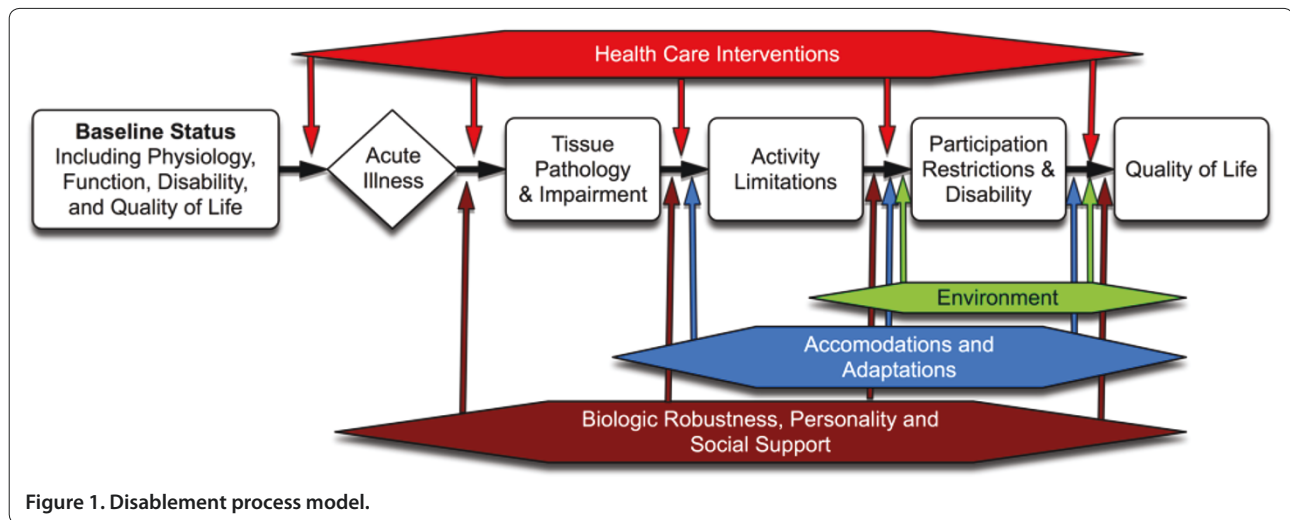 Health Care Interventions
Baseline Status
Including Physiology,
Function, Disability,
and Quality of Life
Acute
Illness
Tissue
Pathology
& Impairment
Activity
Limitations
Participation
Restrictions &
Disability
Quality of Life
Environment
Accomodations and
Adaptations
Biologic Robustness, Personality and
Social Support
Figure 1. Disablement process model.